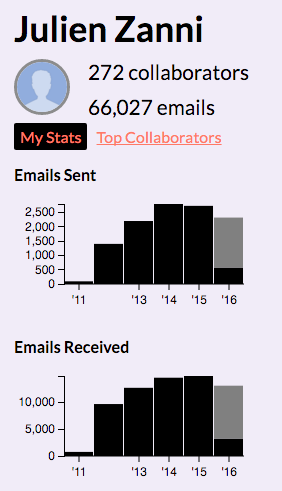 Julien Zanni
272 collaborators
66,027 emails
My Stats Top Collaborators
Emails Sent
2,500
2,000
1,500
1,000
500
0
'11 '13 '14 '15 '16
Emails Received
10,000
5,000
0
'11 '13 '14 '15 '16